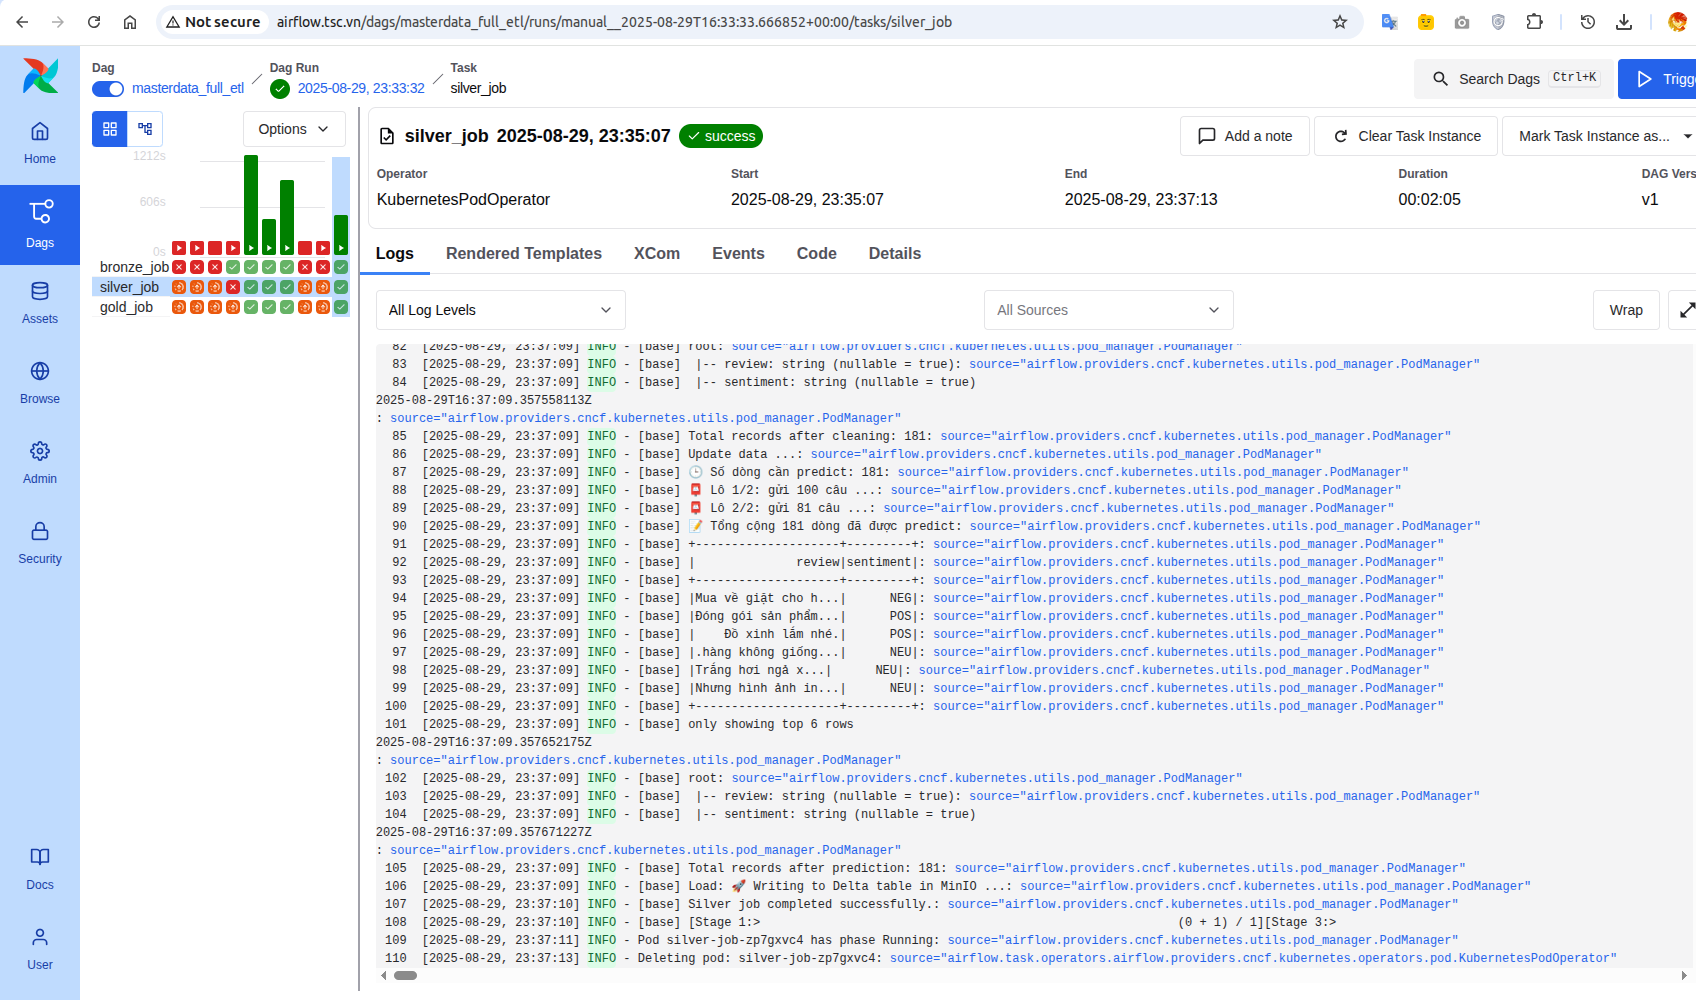 Not secure airflow.tsc.vn/dags/masterdata_full_etl/runs/manual__2025-08-29T16:33:33.666852+00:00/tasks/silver_job
Dag
masterdata_full_etl
Dag Run
2025-08-29, 23:33:32
Task
silver_job
Search Dags Ctrl+K
Trigge
Home
Dags
Assets
Browse
Admin
Security
Docs
User
Options
1212s
606s
0s
bronze_job
silver_job
gold_job
silver_job 2025-08-29, 23:35:07 success
Add a note
Clear Task Instance
Mark Task Instance as...
Operator Start End Duration DAG Vers
KubernetesPodOperator 2025-08-29, 23:35:07 2025-08-29, 23:37:13 00:02:05 v1
Logs Rendered Templates XCom Events Code Details
All Log Levels All Sources Wrap
82 [2025-08-29, 23:37:09] INFO - [base] root: source="airflow.providers.cncf.kubernetes.utils.pod_manager.PodManager"
83 [2025-08-29, 23:37:09] INFO - [base] |-- review: string (nullable = true): source="airflow.providers.cncf.kubernetes.utils.pod_manager.PodManager"
84 [2025-08-29, 23:37:09] INFO - [base] |-- sentiment: string (nullable = true)
2025-08-29T16:37:09.357558113Z
: source="airflow.providers.cncf.kubernetes.utils.pod_manager.PodManager"
85 [2025-08-29, 23:37:09] INFO - [base] Total records after cleaning: 181: source="airflow.providers.cncf.kubernetes.utils.pod_manager.PodManager"
86 [2025-08-29, 23:37:09] INFO - [base] Update data ...: source="airflow.providers.cncf.kubernetes.utils.pod_manager.PodManager"
87 [2025-08-29, 23:37:09] INFO - [base] 🕒 Số dòng cần predict: 181: source="airflow.providers.cncf.kubernetes.utils.pod_manager.PodManager"
88 [2025-08-29, 23:37:09] INFO - [base] 📮 Lô 1/2: gửi 100 câu ...: source="airflow.providers.cncf.kubernetes.utils.pod_manager.PodManager"
89 [2025-08-29, 23:37:09] INFO - [base] 📮 Lô 2/2: gửi 81 câu ...: source="airflow.providers.cncf.kubernetes.utils.pod_manager.PodManager"
90 [2025-08-29, 23:37:09] INFO - [base] 📝 Tổng cộng 181 dòng đã được predict: source="airflow.providers.cncf.kubernetes.utils.pod_manager.PodManager"
91 [2025-08-29, 23:37:09] INFO - [base] +--------------------+---------+: source="airflow.providers.cncf.kubernetes.utils.pod_manager.PodManager"
92 [2025-08-29, 23:37:09] INFO - [base] |              review|sentiment|: source="airflow.providers.cncf.kubernetes.utils.pod_manager.PodManager"
93 [2025-08-29, 23:37:09] INFO - [base] +--------------------+---------+: source="airflow.providers.cncf.kubernetes.utils.pod_manager.PodManager"
94 [2025-08-29, 23:37:09] INFO - [base] |Mua về giặt cho h...|      NEG|: source="airflow.providers.cncf.kubernetes.utils.pod_manager.PodManager"
95 [2025-08-29, 23:37:09] INFO - [base] |Đóng gói sản phẩm...|      POS|: source="airflow.providers.cncf.kubernetes.utils.pod_manager.PodManager"
96 [2025-08-29, 23:37:09] INFO - [base] |    Đồ xinh lắm nhé.|      POS|: source="airflow.providers.cncf.kubernetes.utils.pod_manager.PodManager"
97 [2025-08-29, 23:37:09] INFO - [base] |.hàng không giống...|      NEU|: source="airflow.providers.cncf.kubernetes.utils.pod_manager.PodManager"
98 [2025-08-29, 23:37:09] INFO - [base] |Trắng hơi ngả x...|      NEU|: source="airflow.providers.cncf.kubernetes.utils.pod_manager.PodManager"
99 [2025-08-29, 23:37:09] INFO - [base] |Nhưng hình ảnh in...|      NEU|: source="airflow.providers.cncf.kubernetes.utils.pod_manager.PodManager"
100 [2025-08-29, 23:37:09] INFO - [base] +--------------------+---------+: source="airflow.providers.cncf.kubernetes.utils.pod_manager.PodManager"
101 [2025-08-29, 23:37:09] INFO - [base] only showing top 6 rows
2025-08-29T16:37:09.357652175Z
: source="airflow.providers.cncf.kubernetes.utils.pod_manager.PodManager"
102 [2025-08-29, 23:37:09] INFO - [base] root: source="airflow.providers.cncf.kubernetes.utils.pod_manager.PodManager"
103 [2025-08-29, 23:37:09] INFO - [base] |-- review: string (nullable = true): source="airflow.providers.cncf.kubernetes.utils.pod_manager.PodManager"
104 [2025-08-29, 23:37:09] INFO - [base] |-- sentiment: string (nullable = true)
2025-08-29T16:37:09.357671227Z
: source="airflow.providers.cncf.kubernetes.utils.pod_manager.PodManager"
105 [2025-08-29, 23:37:09] INFO - [base] Total records after prediction: 181: source="airflow.providers.cncf.kubernetes.utils.pod_manager.PodManager"
106 [2025-08-29, 23:37:09] INFO - [base] Load: 🚀 Writing to Delta table in MinIO ...: source="airflow.providers.cncf.kubernetes.utils.pod_manager.PodManager"
107 [2025-08-29, 23:37:10] INFO - [base] Silver job completed successfully.: source="airflow.providers.cncf.kubernetes.utils.pod_manager.PodManager"
108 [2025-08-29, 23:37:10] INFO - [base] [Stage 1:> (0 + 1) / 1][Stage 3:>
109 [2025-08-29, 23:37:11] INFO - Pod silver-job-zp7gxvc4 has phase Running: source="airflow.providers.cncf.kubernetes.utils.pod_manager.PodManager"
110 [2025-08-29, 23:37:13] INFO - Deleting pod: silver-job-zp7gxvc4: source="airflow.task.operators.airflow.providers.cncf.kubernetes.operators.pod.KubernetesPodOperator"